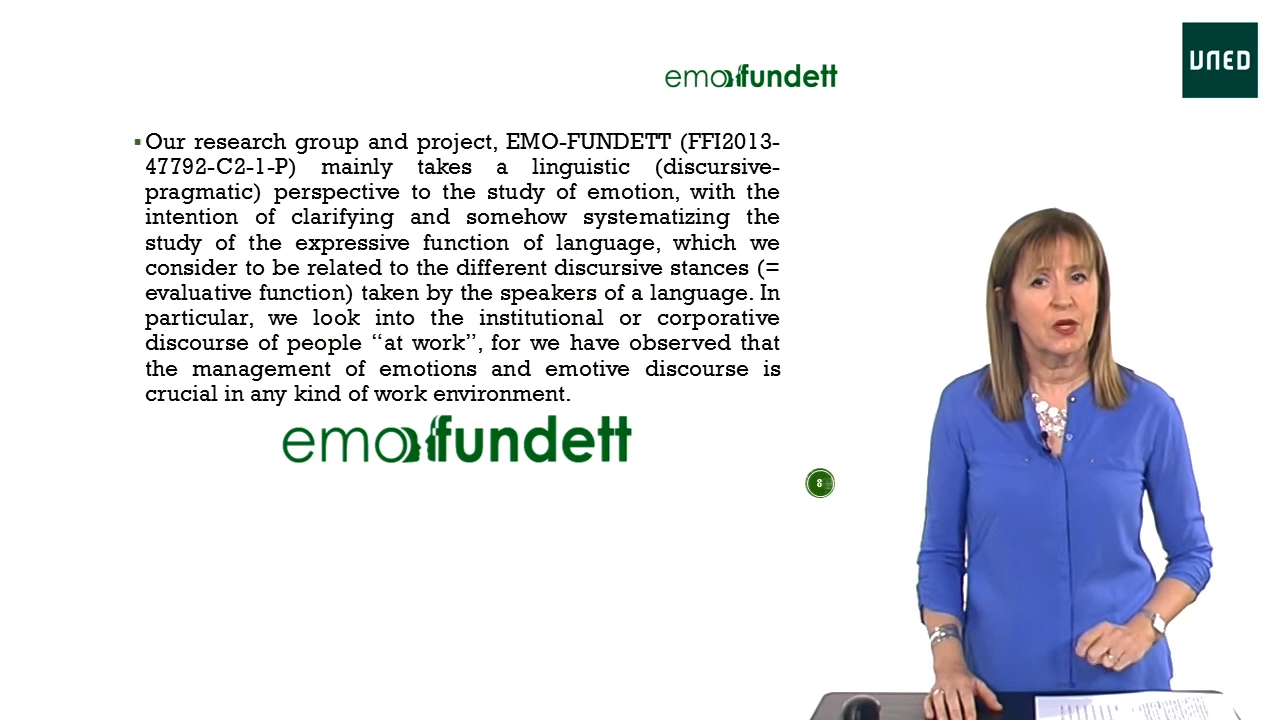 emofundett
UNED
Our research group and project, EMO-FUNDETT (FFI2013-
47792-C2-1-P) mainly takes a linguistic (discursive-
pragmatic) perspective to the study of emotion, with the
intention of clarifying and somehow systematizing the
study of the expressive function of language, which we
consider to be related to the different discursive stances (=
evaluative function) taken by the speakers of a language. In
particular, we look into the institutional or corporative
discourse of people “at work”, for we have observed that
the management of emotions and emotive discourse is
crucial in any kind of work environment.
emofundett
8